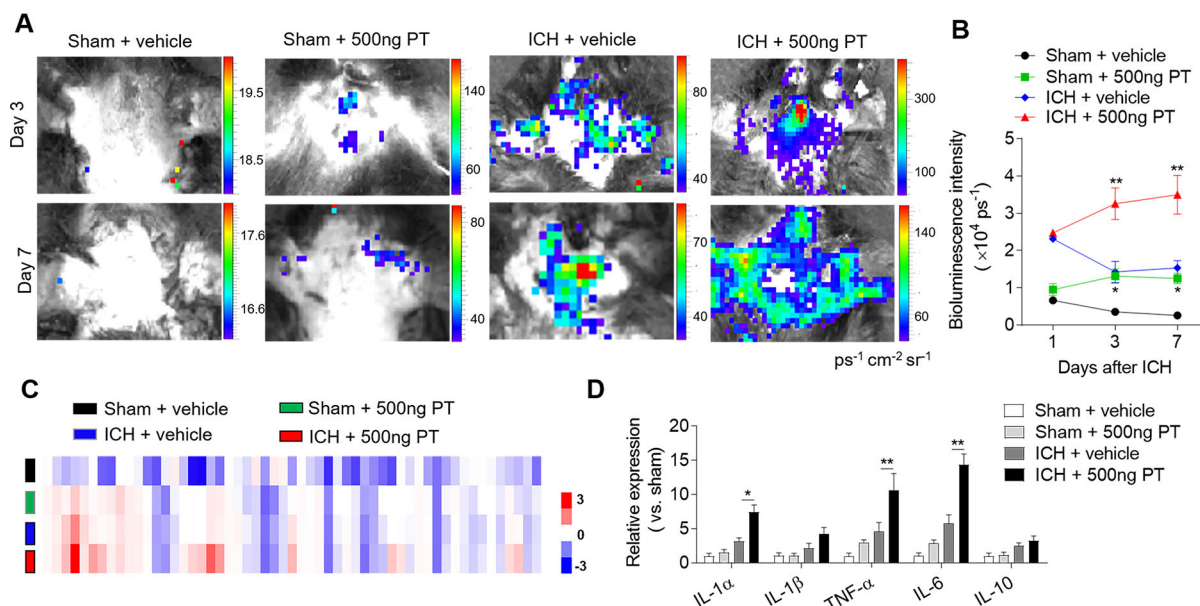 A
Sham + vehicle
Sham + 500ng PT
ICH + vehicle
ICH + 500ng PT
Day 3
19.5
18.5
140
60
80
40
300
100
Day 7
17.6
16.6
80
40
70
40
140
60
ps⁻¹ cm⁻² sr⁻¹
B
Sham + vehicle
Sham + 500ng PT
ICH + vehicle
ICH + 500ng PT
Bioluminescence intensity
( ×10⁴ ps⁻¹)
5
4
3
2
1
0
**
**
*
*
1
3
7
Days after ICH
C
Sham + vehicle
Sham + 500ng PT
ICH + vehicle
ICH + 500ng PT
3
0
-3
D
Sham + vehicle
Sham + 500ng PT
ICH + vehicle
ICH + 500ng PT
Relative expression
( vs. sham)
20
15
10
5
0
*
**
**
IL-1α
IL-1β
TNF-α
IL-6
IL-10